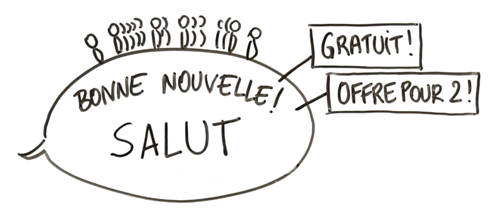 BONNE NOUVELLE!
SALUT
GRATUIT!
OFFRE POUR 2!